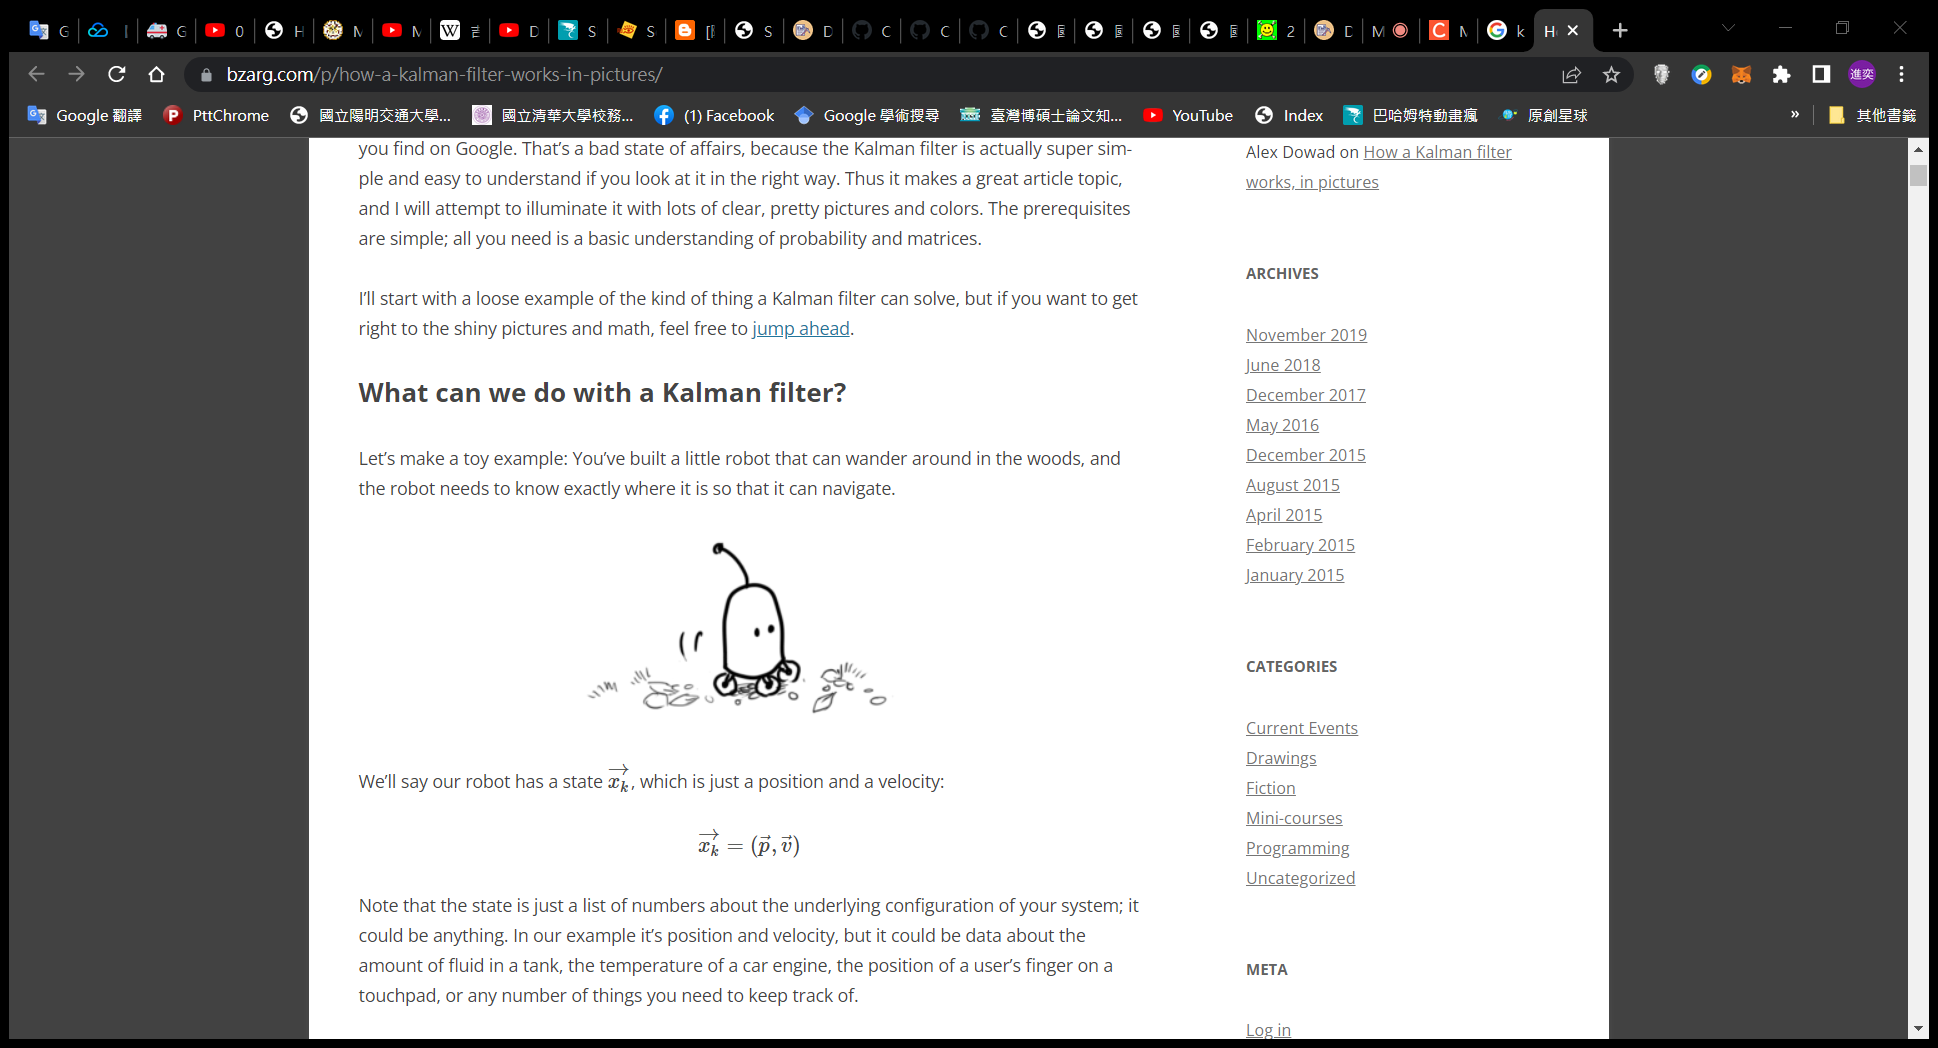 G
G
0
H
M
M
W
D
S
S
S
D
C
C
C
2
D
M
C
k
H
bzarg.com/p/how-a-kalman-filter-works-in-pictures/
進奕
Google 翻譯
PttChrome
國立陽明交通大學...
國立清華大學校務...
(1) Facebook
Google 學術搜尋
臺灣博碩士論文知...
YouTube
Index
巴哈姆特動畫瘋
原創星球
»
其他書籤
you find on Google. That's a bad state of affairs, because the Kalman filter is actually super sim-
ple and easy to understand if you look at it in the right way. Thus it makes a great article topic,
and I will attempt to illuminate it with lots of clear, pretty pictures and colors. The prerequisites
are simple; all you need is a basic understanding of probability and matrices.
I'll start with a loose example of the kind of thing a Kalman filter can solve, but if you want to get
right to the shiny pictures and math, feel free to jump ahead.
What can we do with a Kalman filter?
Let's make a toy example: You've built a little robot that can wander around in the woods, and
the robot needs to know exactly where it is so that it can navigate.
We'll say our robot has a state $\overrightarrow{x_k}$, which is just a position and a velocity:
$\overrightarrow{x_k} = (\vec{p}, \vec{v})$
Note that the state is just a list of numbers about the underlying configuration of your system; it
could be anything. In our example it's position and velocity, but it could be data about the
amount of fluid in a tank, the temperature of a car engine, the position of a user's finger on a
touchpad, or any number of things you need to keep track of.
Alex Dowad on How a Kalman filter
works, in pictures
ARCHIVES
November 2019
June 2018
December 2017
May 2016
December 2015
August 2015
April 2015
February 2015
January 2015
CATEGORIES
Current Events
Drawings
Fiction
Mini-courses
Programming
Uncategorized
META
Log in